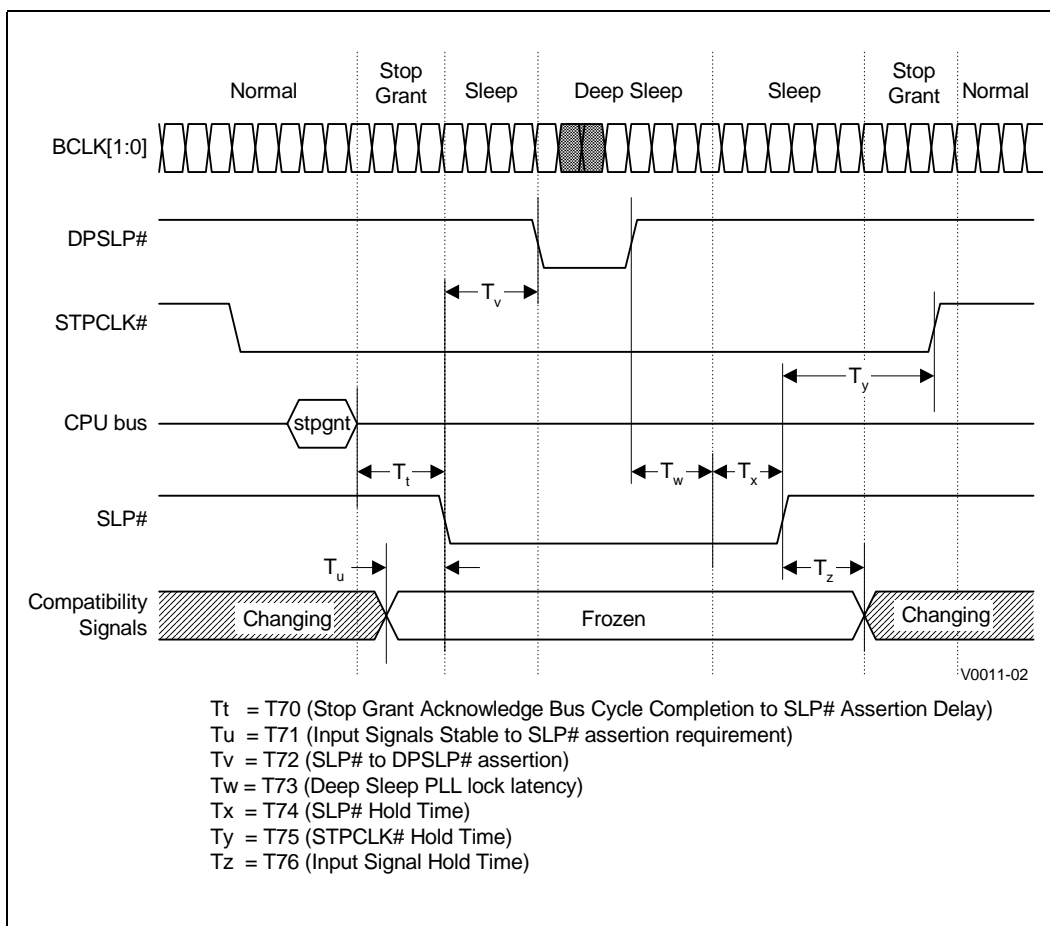 Normal
Stop
Grant
Sleep
Deep Sleep
Sleep
Stop
Grant
Normal
BCLK[1:0]
DPSLP#
Tv
STPCLK#
Ty
CPU bus
stpgnt
Tt
Tw
Tx
SLP#
Tu
Tz
Compatibility
Signals
Changing
Frozen
Changing
V0011-02
Tt = T70 (Stop Grant Acknowledge Bus Cycle Completion to SLP# Assertion Delay)
Tu = T71 (Input Signals Stable to SLP# assertion requirement)
Tv = T72 (SLP# to DPSLP# assertion)
Tw = T73 (Deep Sleep PLL lock latency)
Tx = T74 (SLP# Hold Time)
Ty = T75 (STPCLK# Hold Time)
Tz = T76 (Input Signal Hold Time)